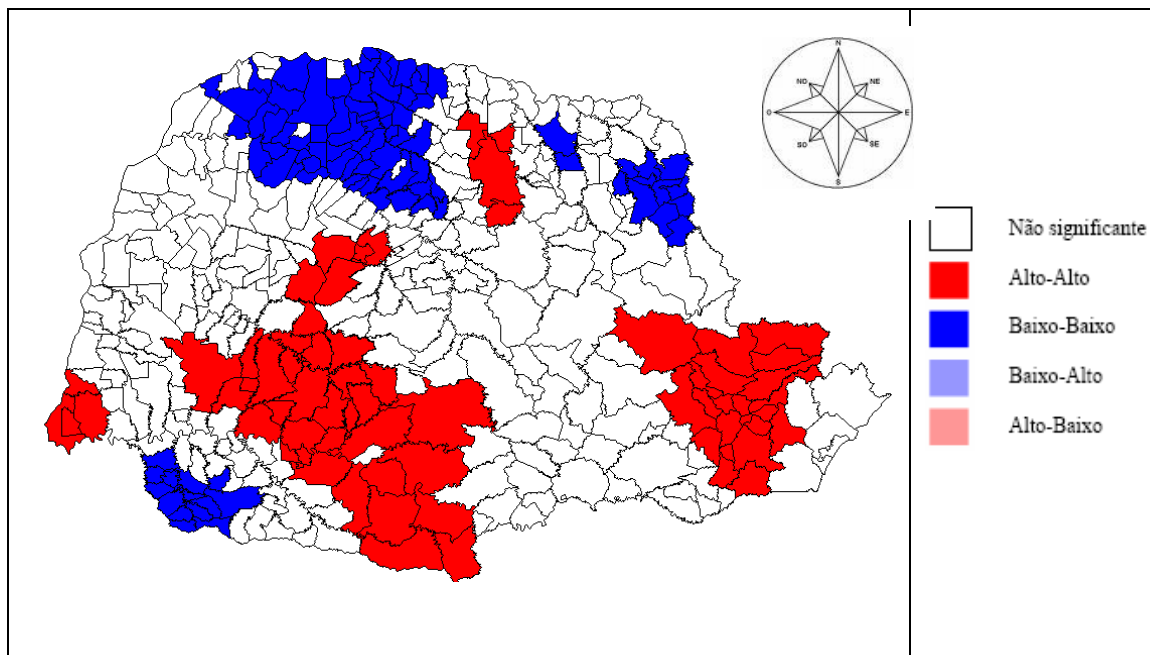 N
NO
NE
O
E
SO
SE
S
Não significante
Alto-Alto
Baixo-Baixo
Baixo-Alto
Alto-Baixo